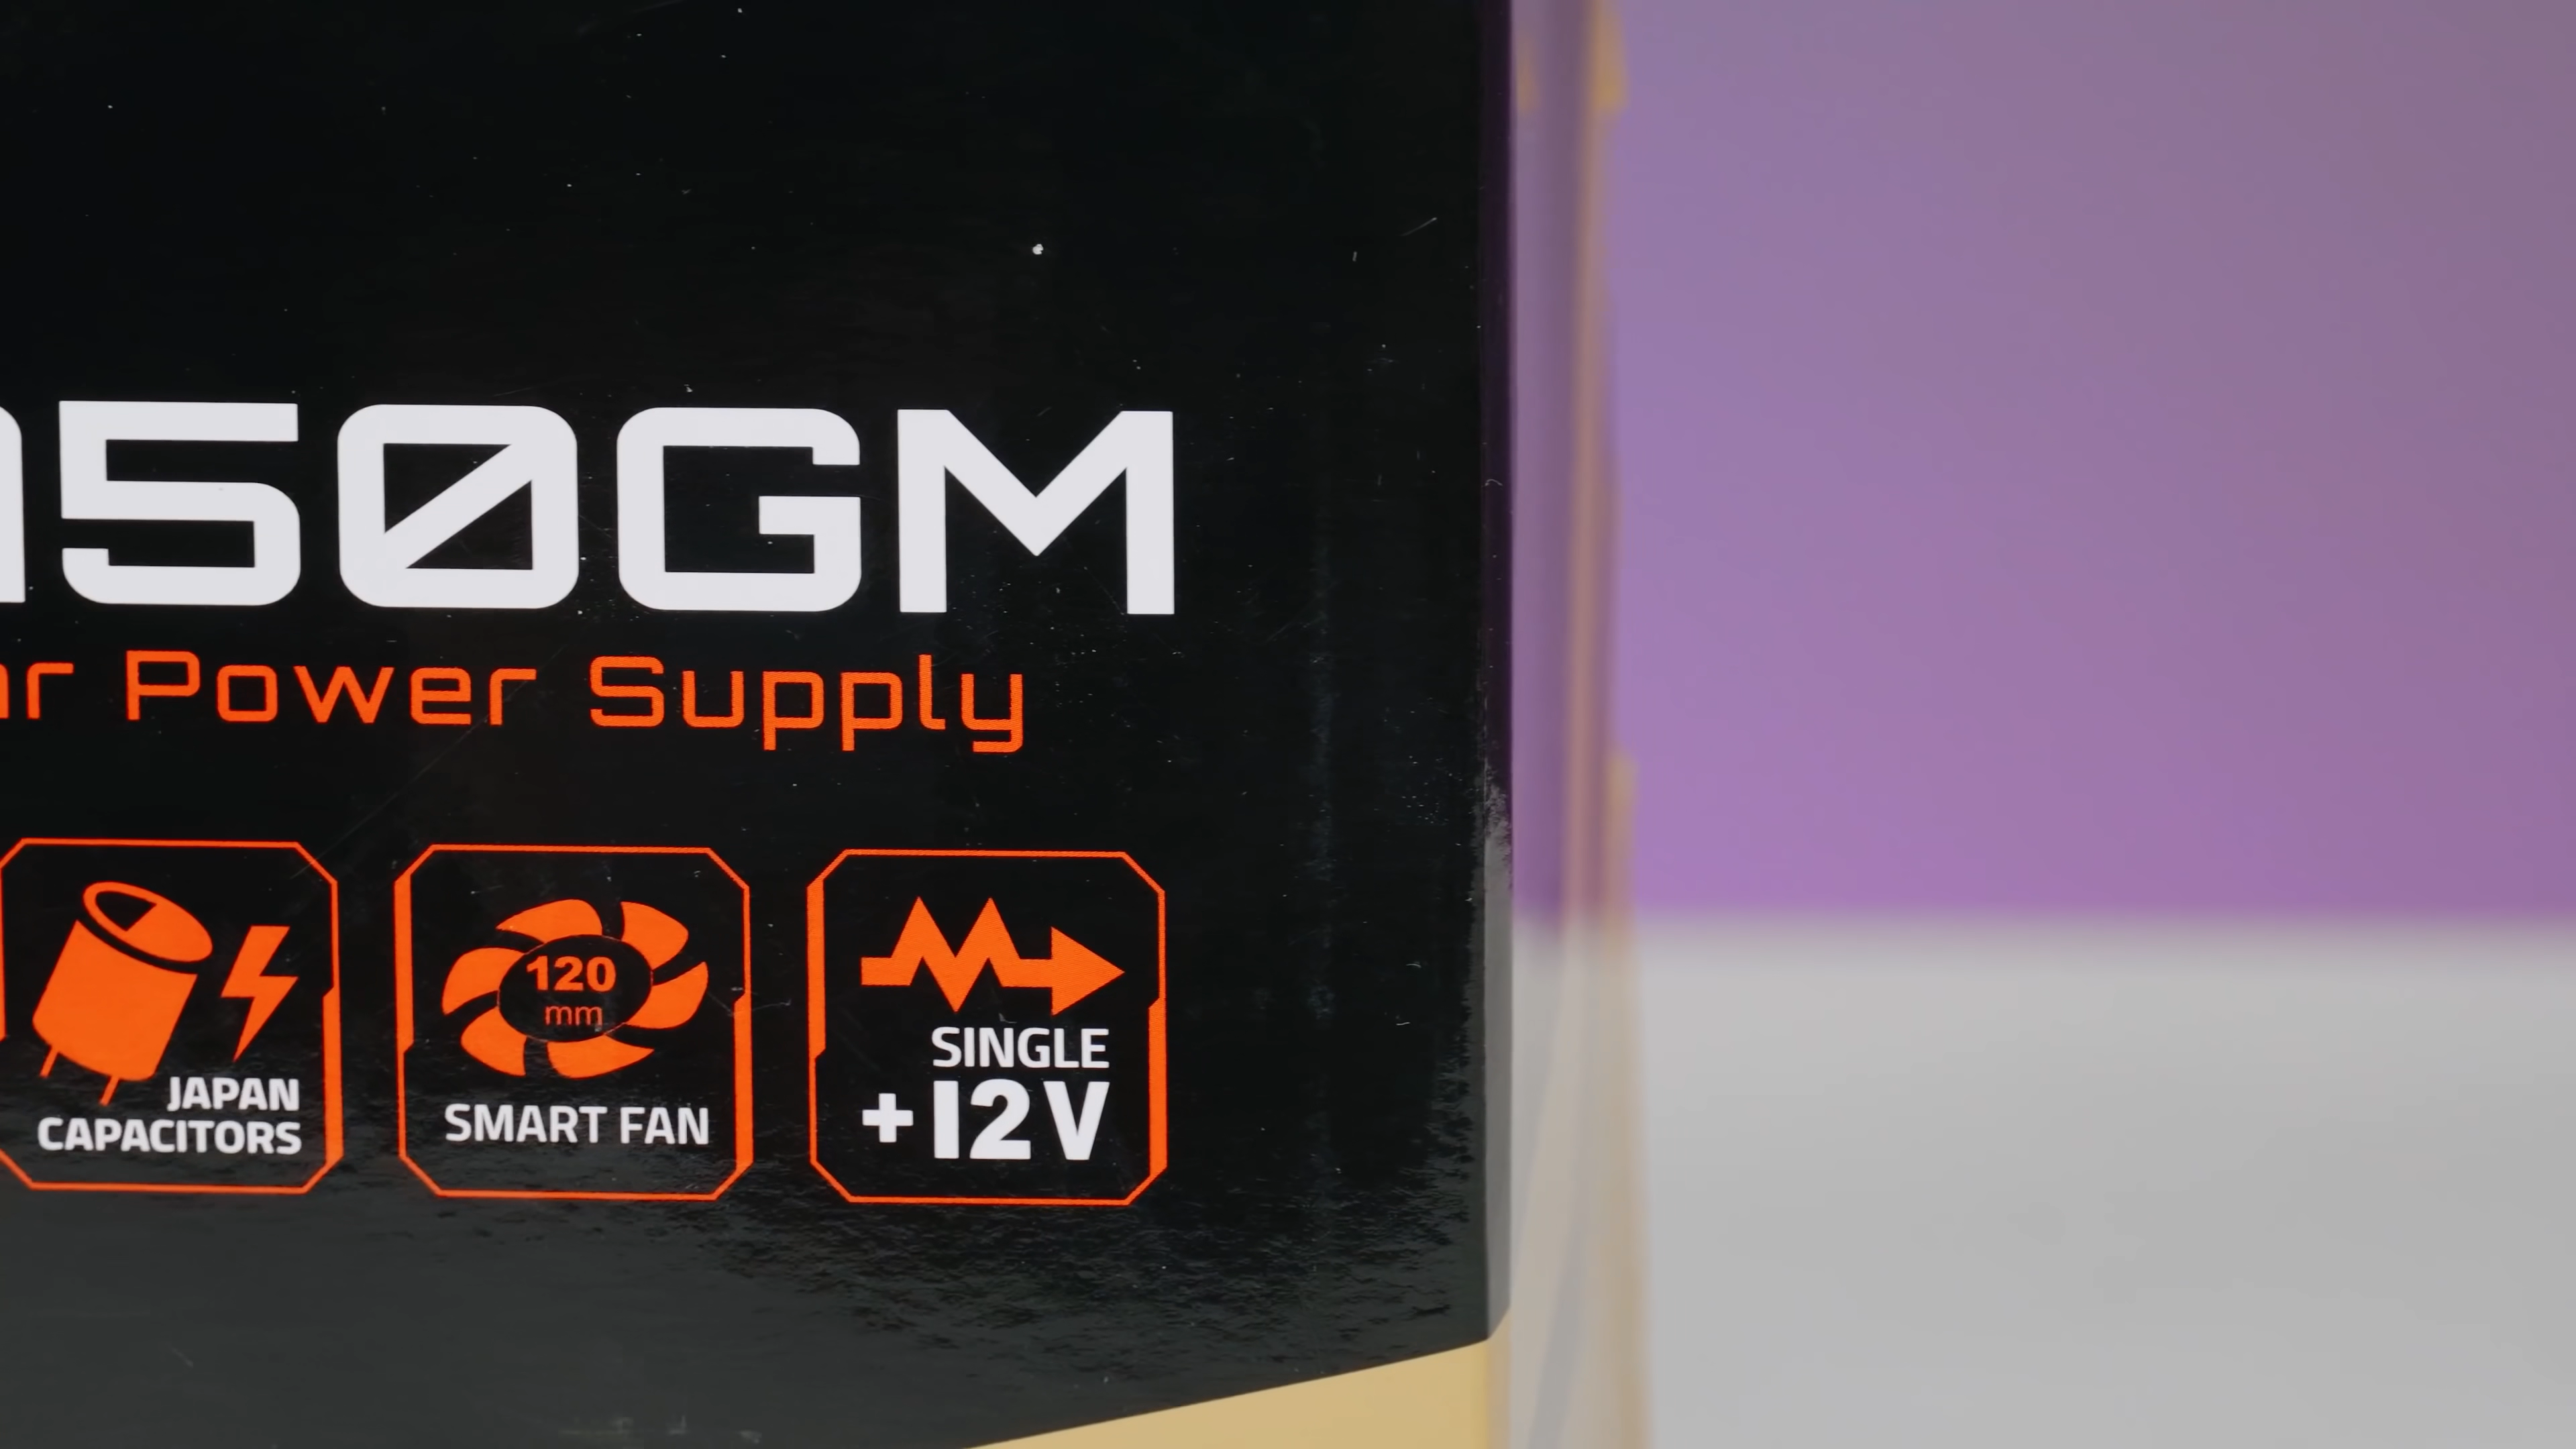 50GM
Power Supply
JAPAN
CAPACITORS
120
mm
SMART FAN
SINGLE
+12V